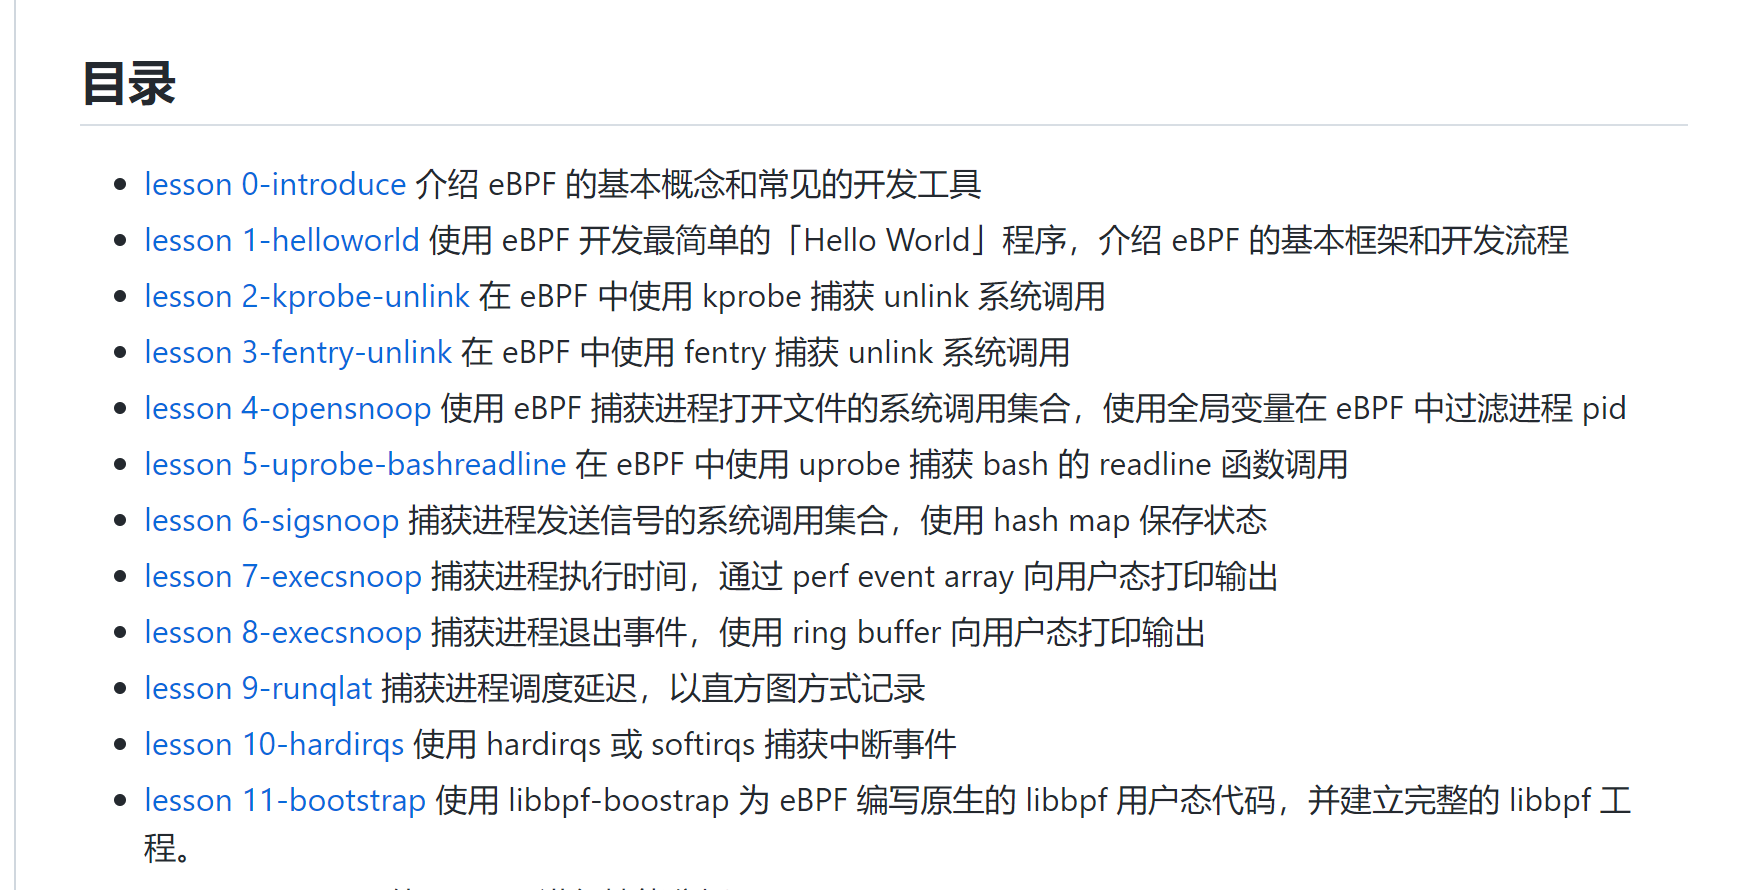 目录
lesson 0-introduce 介绍 eBPF 的基本概念和常见的开发工具
lesson 1-helloworld 使用 eBPF 开发最简单的「Hello World」程序，介绍 eBPF 的基本框架和开发流程
lesson 2-kprobe-unlink 在 eBPF 中使用 kprobe 捕获 unlink 系统调用
lesson 3-fentry-unlink 在 eBPF 中使用 fentry 捕获 unlink 系统调用
lesson 4-opensnoop 使用 eBPF 捕获进程打开文件的系统调用集合，使用全局变量在 eBPF 中过滤进程 pid
lesson 5-uprobe-bashreadline 在 eBPF 中使用 uprobe 捕获 bash 的 readline 函数调用
lesson 6-sigsnoop 捕获进程发送信号的系统调用集合，使用 hash map 保存状态
lesson 7-execsnoop 捕获进程执行时间，通过 perf event array 向用户态打印输出
lesson 8-execsnoop 捕获进程退出事件，使用 ring buffer 向用户态打印输出
lesson 9-runqlat 捕获进程调度延迟，以直方图方式记录
lesson 10-hardirqs 使用 hardirqs 或 softirqs 捕获中断事件
lesson 11-bootstrap 使用 libbpf-boostrap 为 eBPF 编写原生的 libbpf 用户态代码，并建立完整的 libbpf 工
程。